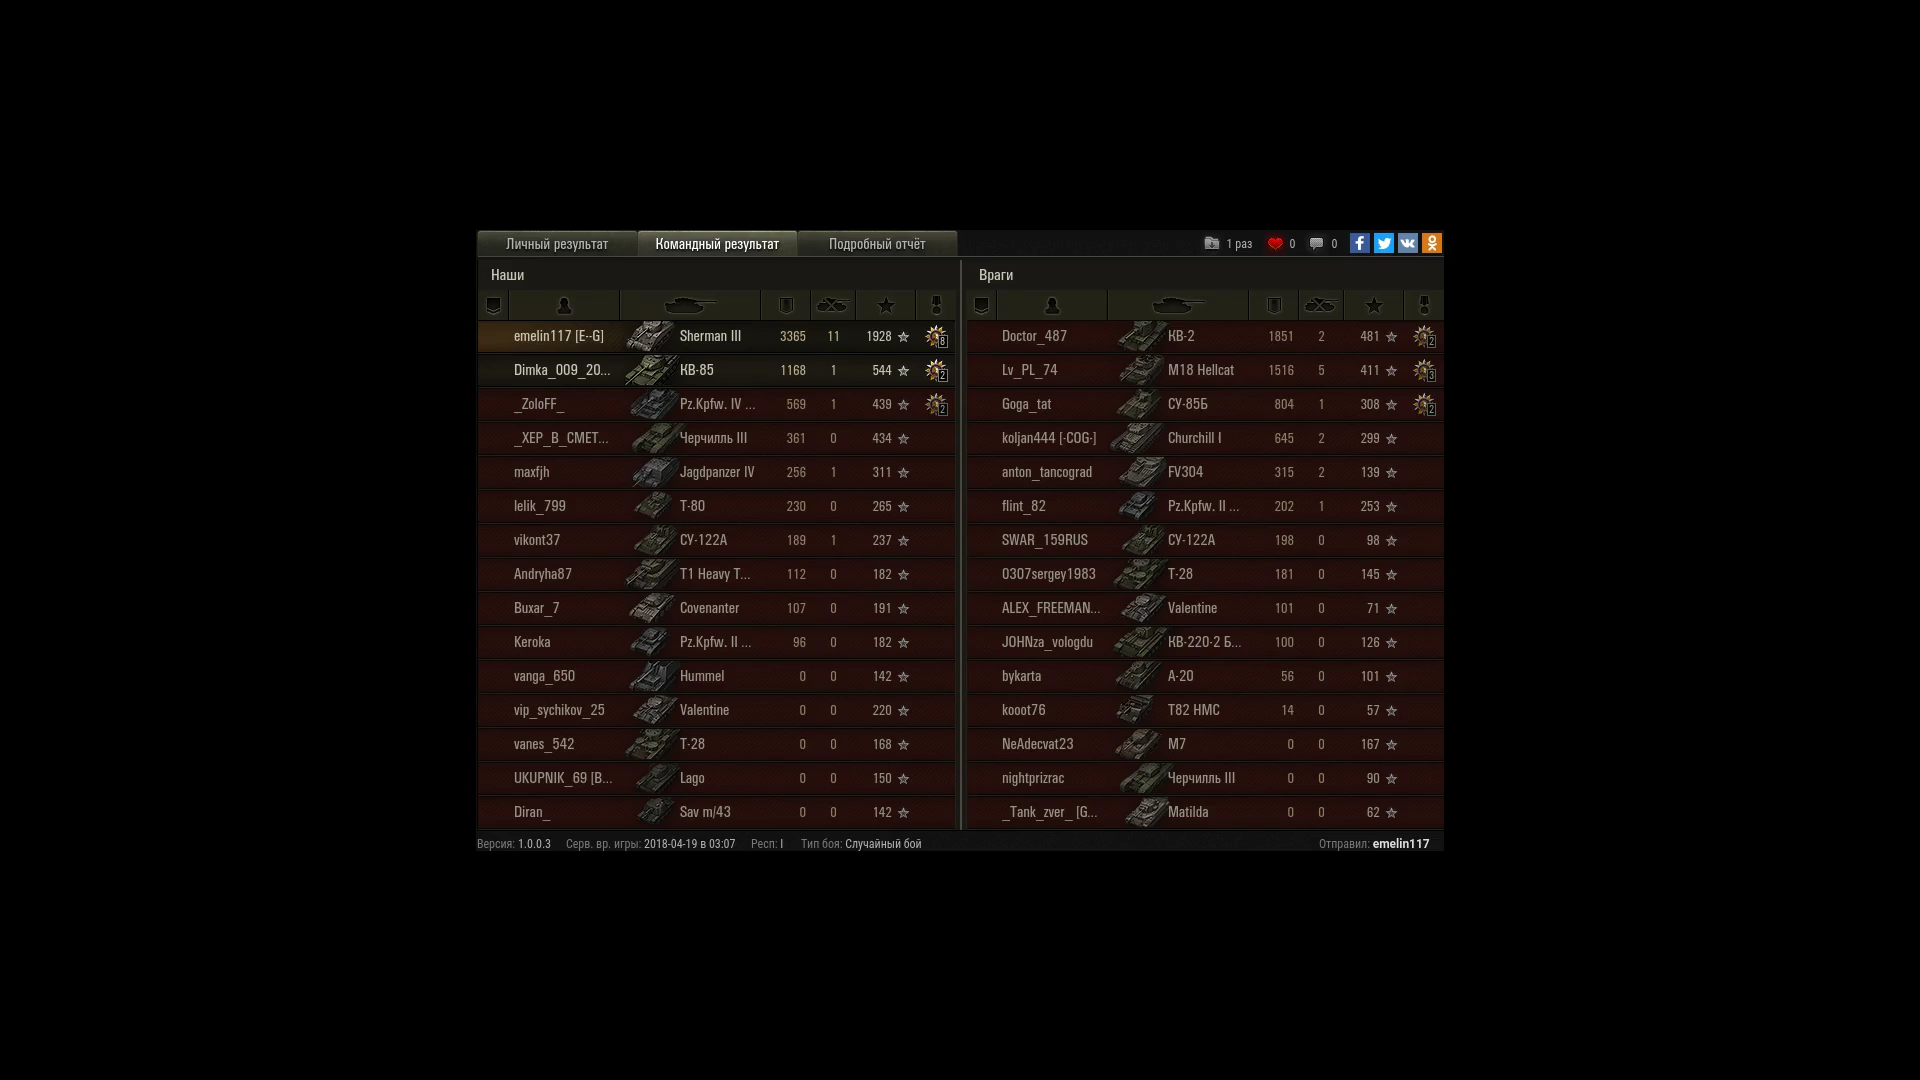 Личный результат Командный результат Подробный отчёт 1 раз 0 0
Наши Враги
emelin117 [E--G] Sherman III 3365 11 1928 8 Doctor_487 КВ-2 1851 2 481 2
Dimka_009_20... КВ-85 1168 1 544 2 Lv_PL_74 M18 Hellcat 1516 5 411 3
_ZoloFF_ Pz.Kpfw. IV ... 569 1 439 2 Goga_tat СУ-85Б 804 1 308 2
_XEP_B_CMET... Черчилль III 361 0 434 koljan444 [-COG-] Churchill I 645 2 299
maxfjh Jagdpanzer IV 256 1 311 anton_tancograd FV304 315 2 139
lelik_799 Т-80 230 0 265 flint_82 Pz.Kpfw. II ... 202 1 253
vikont37 СУ-122А 189 1 237 SWAR_159RUS СУ-122А 198 0 98
Andryha87 T1 Heavy T... 112 0 182 0307sergey1983 Т-28 181 0 145
Buxar_7 Covenanter 107 0 191 ALEX_FREEMAN... Valentine 101 0 71
Keroka Pz.Kpfw. II ... 96 0 182 JOHNza_vologdu КВ-220-2 Б... 100 0 126
vanga_650 Hummel 0 0 142 bykarta А-20 56 0 101
vip_sychikov_25 Valentine 0 0 220 kooot76 T82 HMC 14 0 57
vanes_542 Т-28 0 0 168 NeAdecvat23 M7 0 0 167
UKUPNIK_69 [B... Lago 0 0 150 nightprizrac Черчилль III 0 0 90
Diran_ Sav m/43 0 0 142 _Tank_zver_ [G... Matilda 0 0 62
Версия: 1.0.0.3 Серв. вр. игры: 2018-04-19 в 03:07 Респ: I Тип боя: Случайный бой Отправил: emelin117